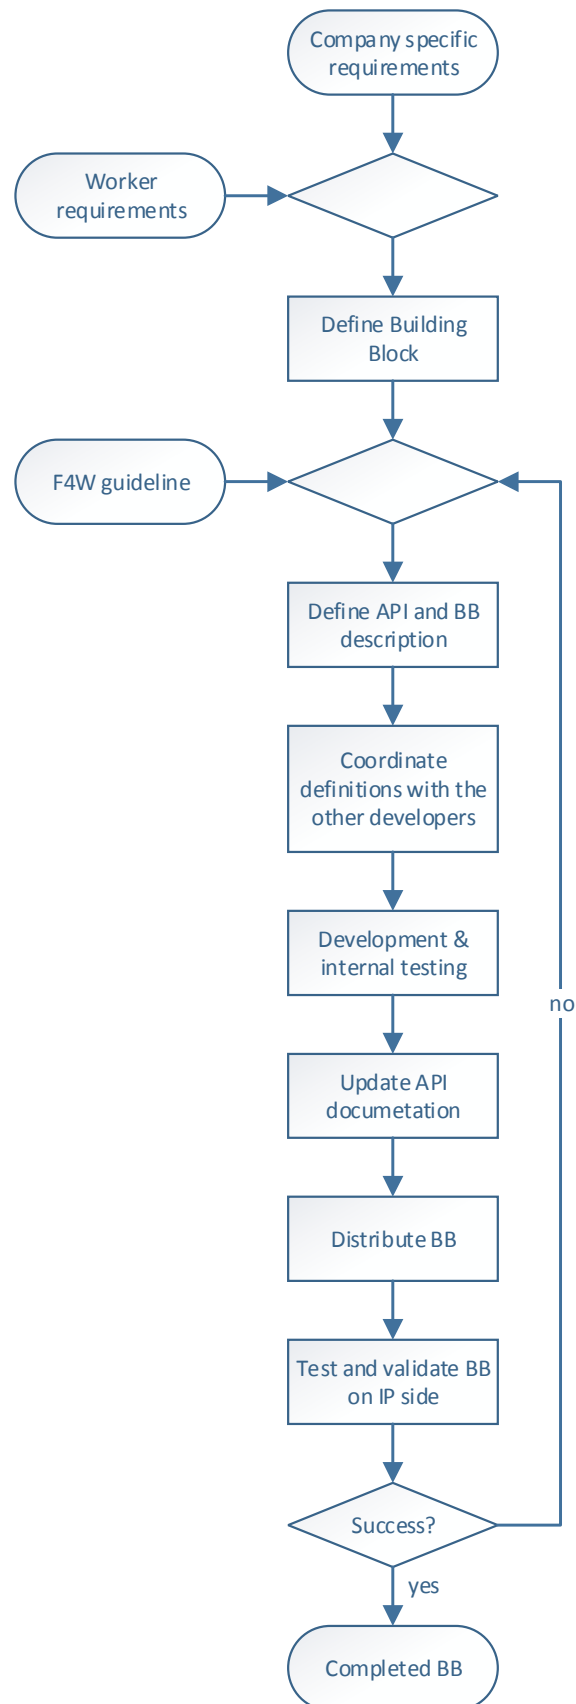 Company specific
requirements
Worker
requirements
Define Building
Block
F4W guideline
Define API and BB
description
Coordinate
definitions with the
other developers
Development &
internal testing
no
Update API
documetation
Distribute BB
Test and validate BB
on IP side
Success?
yes
Completed BB